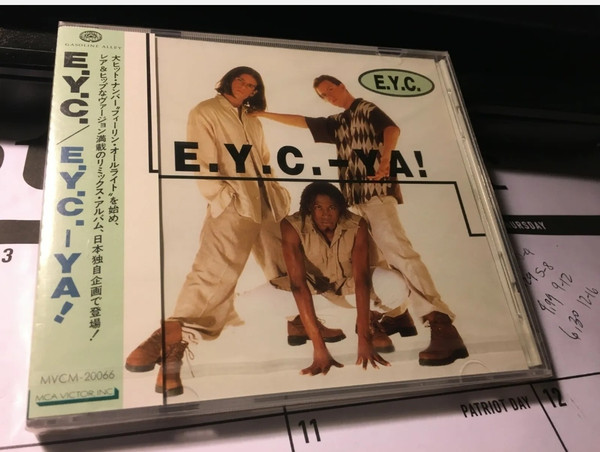 GASOLINE ALLEY
E.Y.C./E.Y.C.-YA!
大ヒット・ナンバー“フィーリン・オールライト”を始め、
レア&ヒップなヴァージョン満載のリミックス・アルバム、日本独自企画で登場!
MVCM-20066
MCA VICTOR, INC.
E.Y.C.
E.Y.C.-YA!
3
11
PATRIOT DAY
12